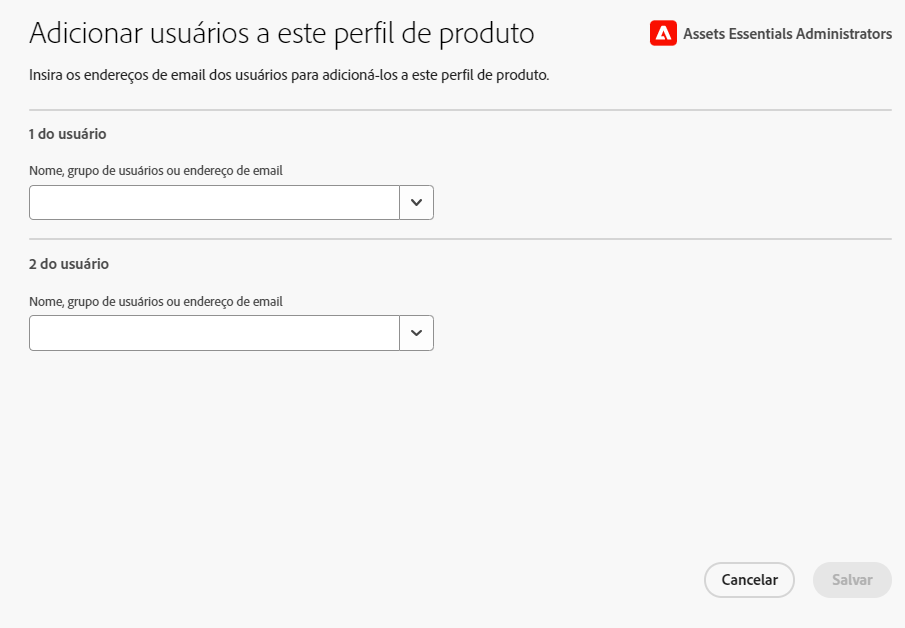 Adicionar usuários a este perfil de produto
Assets Essentials Administrators
Insira os endereços de email dos usuários para adicioná-los a este perfil de produto.
1 do usuário
Nome, grupo de usuários ou endereço de email
2 do usuário
Nome, grupo de usuários ou endereço de email
Cancelar
Salvar